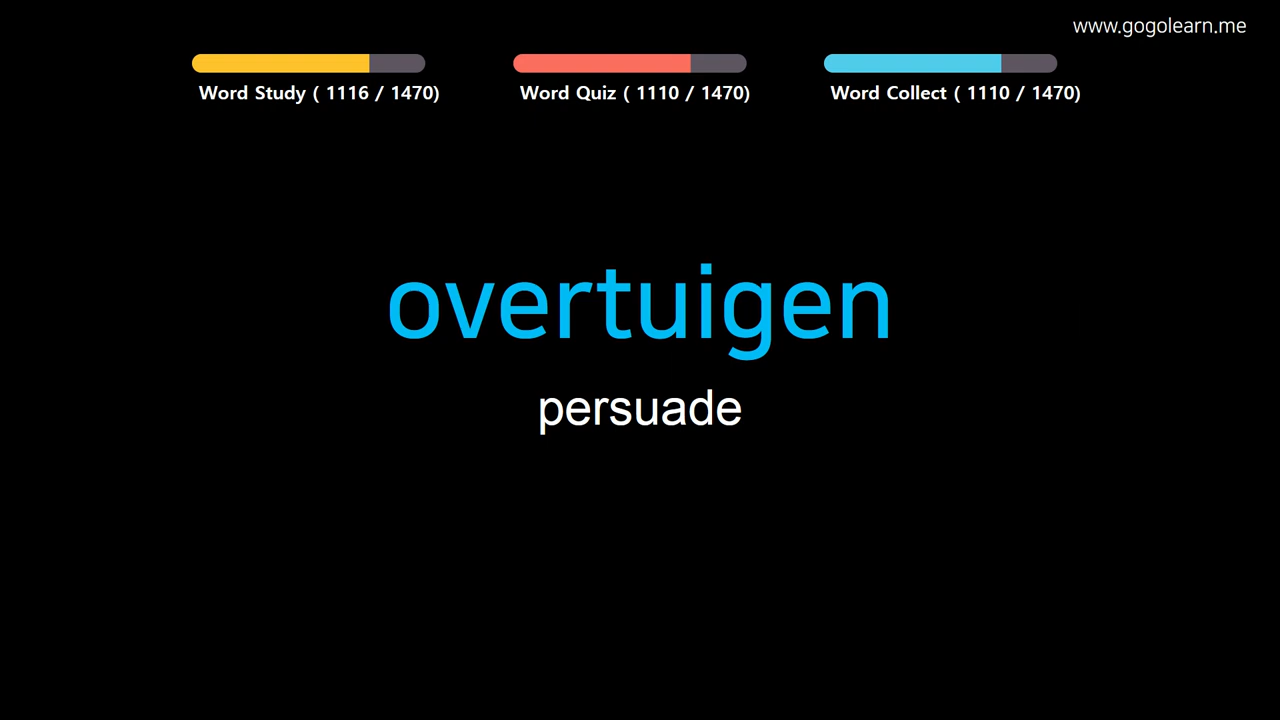 www.gogolearn.me
Word Study ( 1116 / 1470)
Word Quiz ( 1110 / 1470)
Word Collect ( 1110 / 1470)
overtuigen
persuade